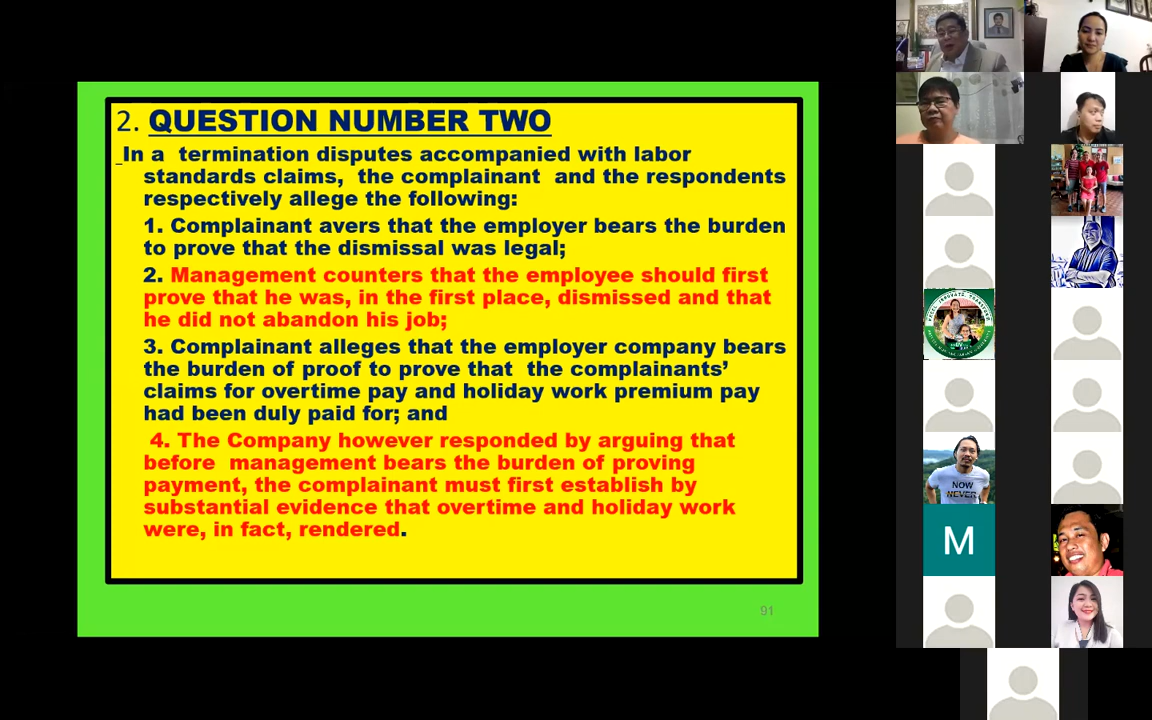 2. QUESTION NUMBER TWO
In a termination disputes accompanied with labor
standards claims, the complainant and the respondents
respectively allege the following:
1. Complainant avers that the employer bears the burden
to prove that the dismissal was legal;
2. Management counters that the employee should first
prove that he was, in the first place, dismissed and that
he did not abandon his job;
3. Complainant alleges that the employer company bears
the burden of proof to prove that the complainants'
claims for overtime pay and holiday work premium pay
had been duly paid for; and
4. The Company however responded by arguing that
before management bears the burden of proving
payment, the complainant must first establish by
substantial evidence that overtime and holiday work
were, in fact, rendered.
91
NOW
NEVER
M